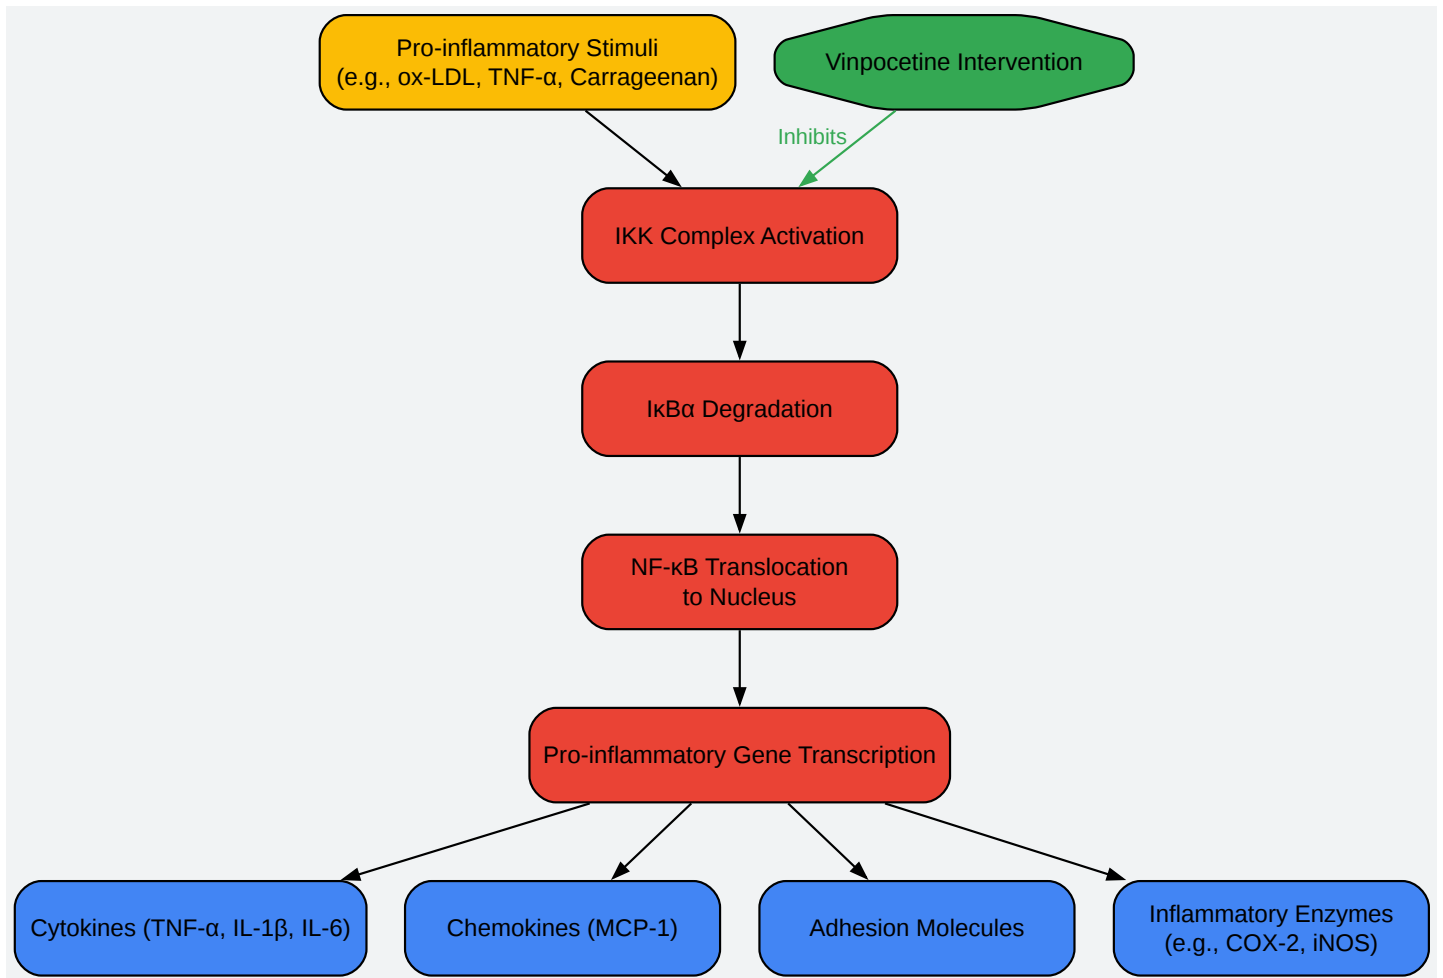 Pro-inflammatory Stimuli
(e.g., ox-LDL, TNF-α, Carrageenan)
Vinpocetine Intervention
Inhibits
IKK Complex Activation
IκBα Degradation
NF-κB Translocation
to Nucleus
Pro-inflammatory Gene Transcription
Cytokines (TNF-α, IL-1β, IL-6)
Chemokines (MCP-1)
Adhesion Molecules
Inflammatory Enzymes
(e.g., COX-2, iNOS)